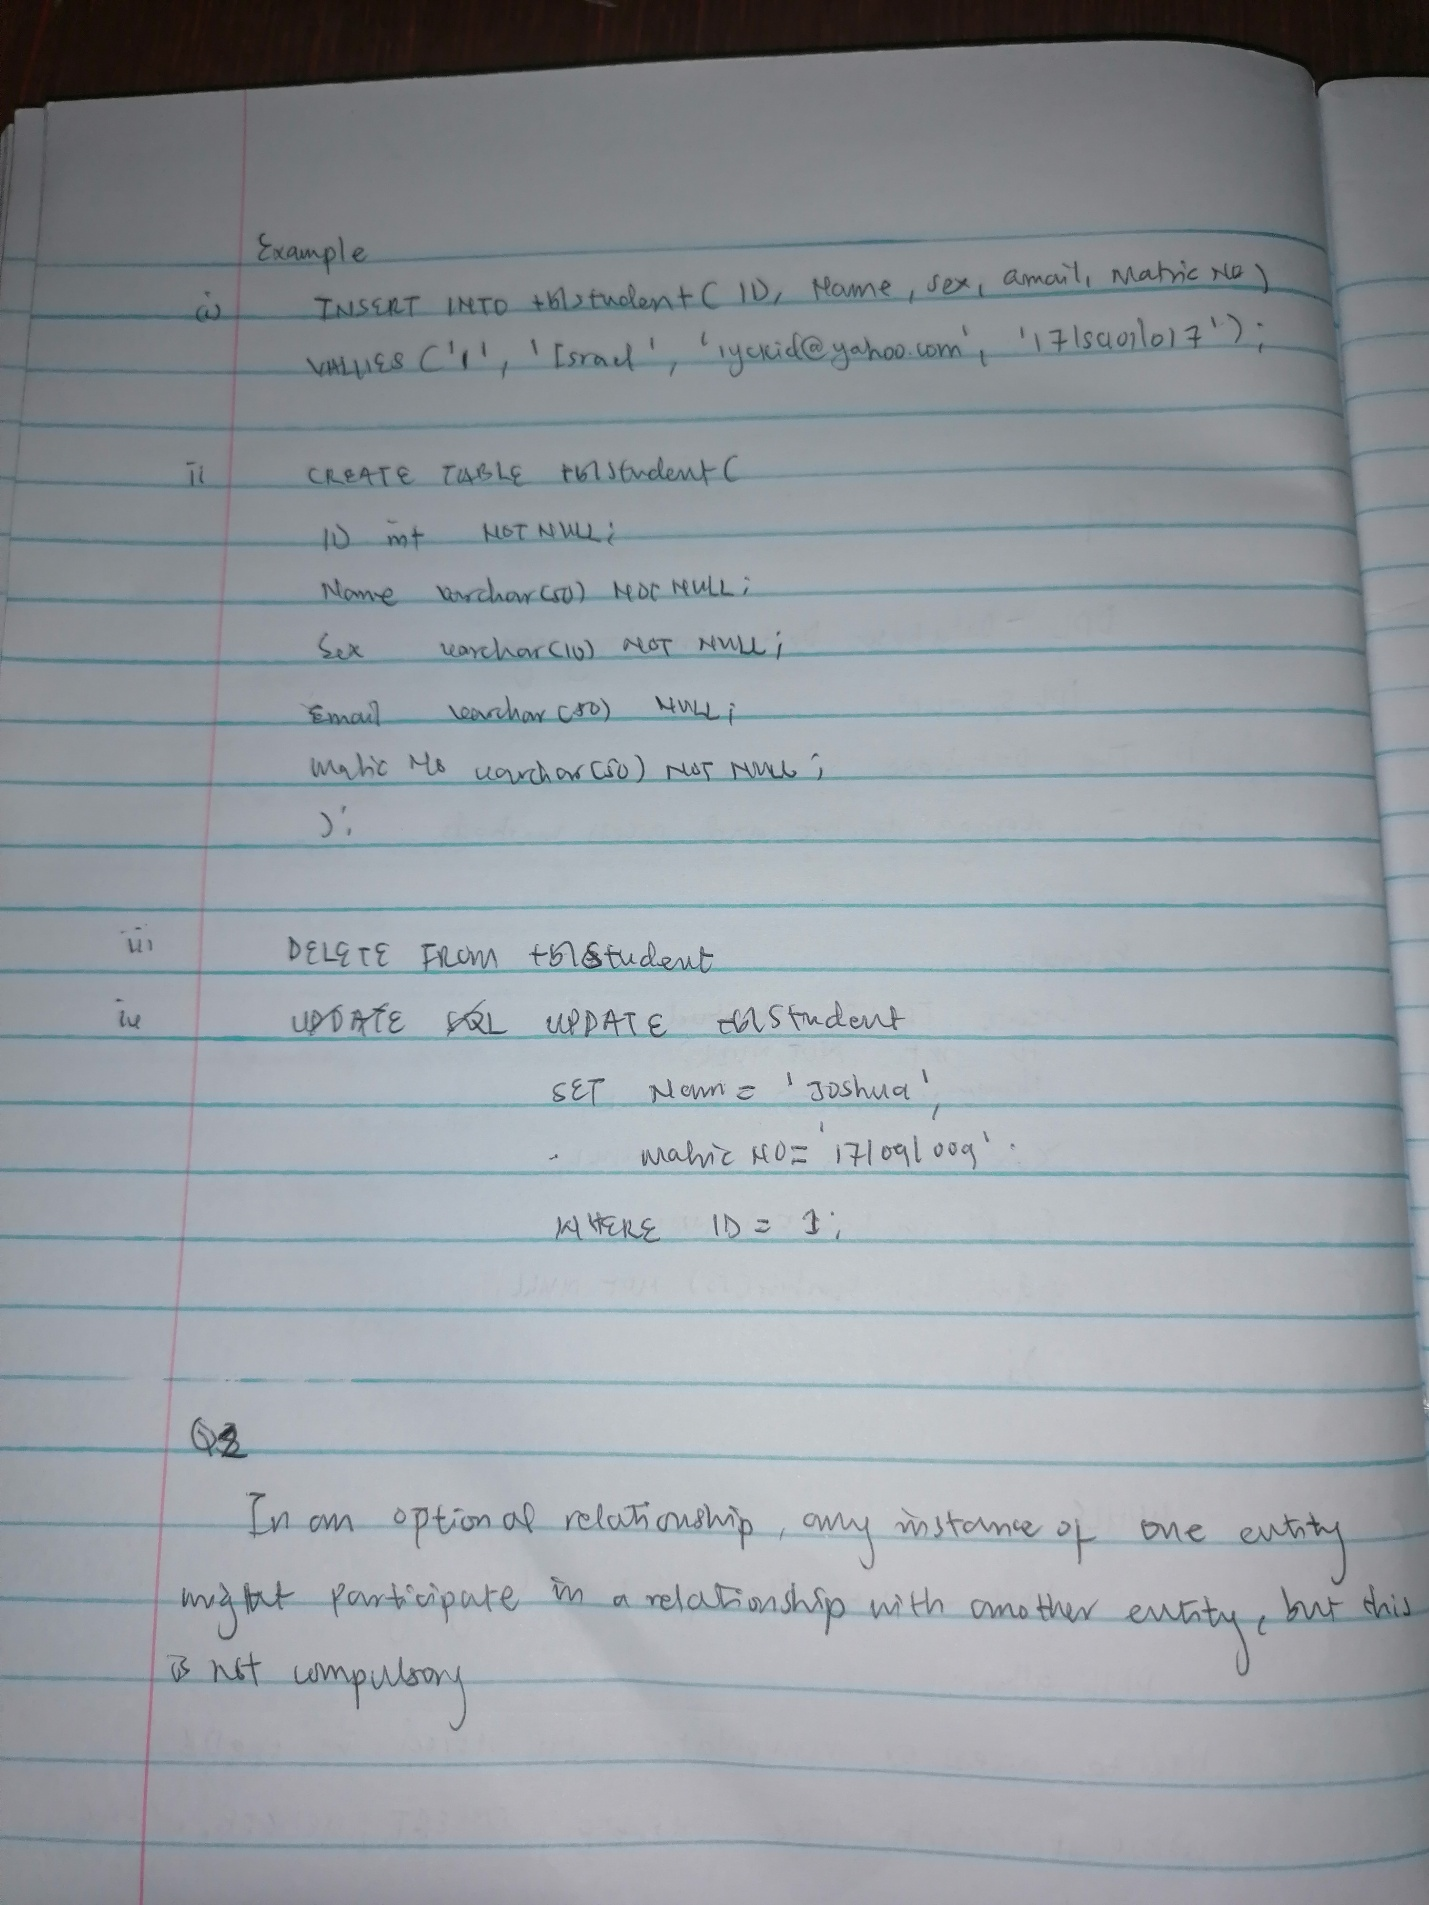 Example
i) INSERT INTO tblstudent ( ID, Name, sex, amail, Matric No )
VALUES ('1', 'Israel', 'iyckid@yahoo.com', ');
ii CREATE TABLE tblstudent (
ID int NOT NULL;
Name varchar(50) NOT NULL;
Sex varchar(10) NOT NULL;
Email varchar(50) NULL;
Matric No varchar(50) NOT NULL;
);
iii DELETE FROM tblstudent
iv UPDATE SQL UPDATE tblstudent
SET Name = 'Joshua',
Matric NO= '17/09/009'
WHERE ID = 1;
Q2
In an optional relationship, any instance of one entity
might participate in a relationship with another entity, but this
is not compulsory